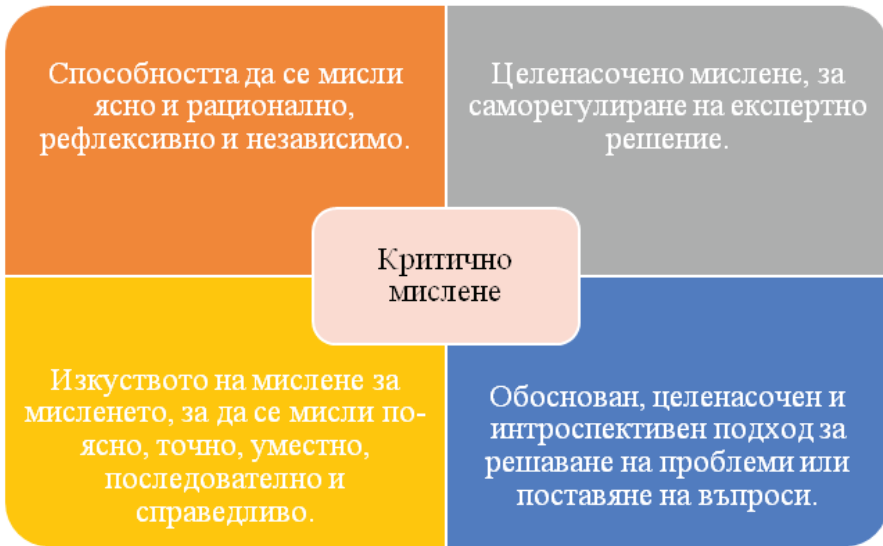 Способността да се мисли
ясно и рационално,
рефлексивно и независимо.
Целенасочено мислене, за
саморегулиране на експертно
решение.
Критично
мислене
Изкуството на мислене за
мисленето, за да се мисли по-
ясно, точно, уместно,
последователно и
справедливо.
Обоснован, целенасочен и
интроспективен подход за
решаване на проблеми или
поставяне на въпроси.